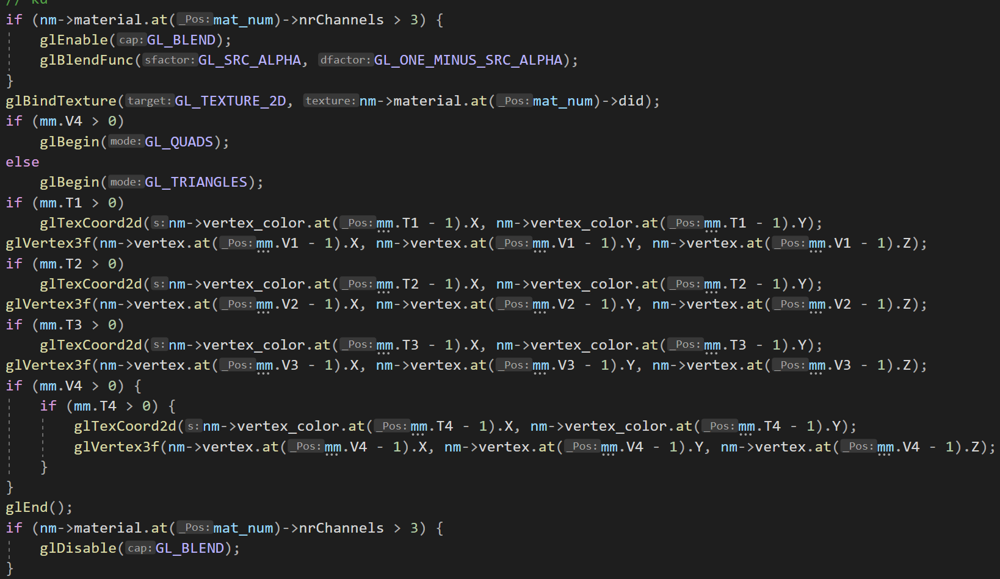 // Kd
if (nm->material.at(_Pos:mat_num)->nrChannels > 3) {
    glEnable(cap:GL_BLEND);
    glBlendFunc(sfactor:GL_SRC_ALPHA, dfactor:GL_ONE_MINUS_SRC_ALPHA);
}
glBindTexture(target:GL_TEXTURE_2D, texture:nm->material.at(_Pos:mat_num)->did);
if (mm.V4 > 0)
    glBegin(mode:GL_QUADS);
else
    glBegin(mode:GL_TRIANGLES);
if (mm.T1 > 0)
    glTexCoord2d(s:nm->vertex_color.at(_Pos:mm.T1 - 1).X, nm->vertex_color.at(_Pos:mm.T1 - 1).Y);
glVertex3f(nm->vertex.at(_Pos:mm.V1 - 1).X, nm->vertex.at(_Pos:mm.V1 - 1).Y, nm->vertex.at(_Pos:mm.V1 - 1).Z);
if (mm.T2 > 0)
    glTexCoord2d(s:nm->vertex_color.at(_Pos:mm.T2 - 1).X, nm->vertex_color.at(_Pos:mm.T2 - 1).Y);
glVertex3f(nm->vertex.at(_Pos:mm.V2 - 1).X, nm->vertex.at(_Pos:mm.V2 - 1).Y, nm->vertex.at(_Pos:mm.V2 - 1).Z);
if (mm.T3 > 0)
    glTexCoord2d(s:nm->vertex_color.at(_Pos:mm.T3 - 1).X, nm->vertex_color.at(_Pos:mm.T3 - 1).Y);
glVertex3f(nm->vertex.at(_Pos:mm.V3 - 1).X, nm->vertex.at(_Pos:mm.V3 - 1).Y, nm->vertex.at(_Pos:mm.V3 - 1).Z);
if (mm.V4 > 0) {
    if (mm.T4 > 0) {
        glTexCoord2d(s:nm->vertex_color.at(_Pos:mm.T4 - 1).X, nm->vertex_color.at(_Pos:mm.T4 - 1).Y);
        glVertex3f(nm->vertex.at(_Pos:mm.V4 - 1).X, nm->vertex.at(_Pos:mm.V4 - 1).Y, nm->vertex.at(_Pos:mm.V4 - 1).Z);
    }
}
glEnd();
if (nm->material.at(_Pos:mat_num)->nrChannels > 3) {
    glDisable(cap:GL_BLEND);
}